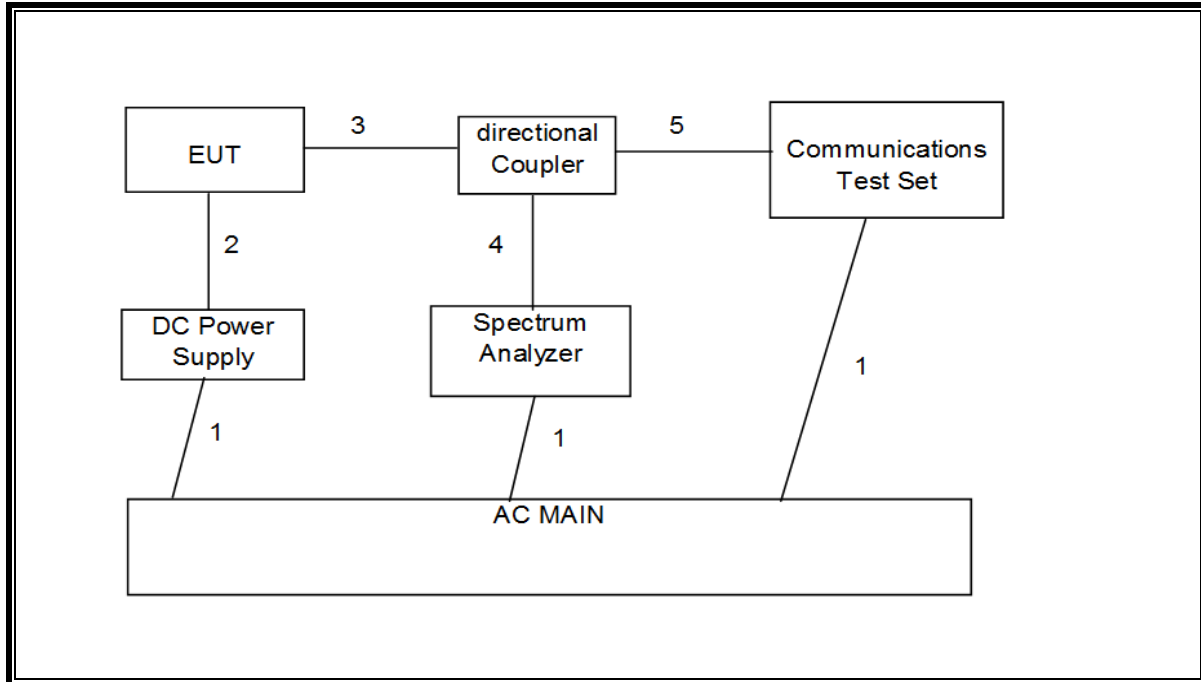 EUT
3
directional
Coupler
5
Communications
Test Set
2
4
DC Power
Supply
Spectrum
Analyzer
1
1
1
AC MAIN